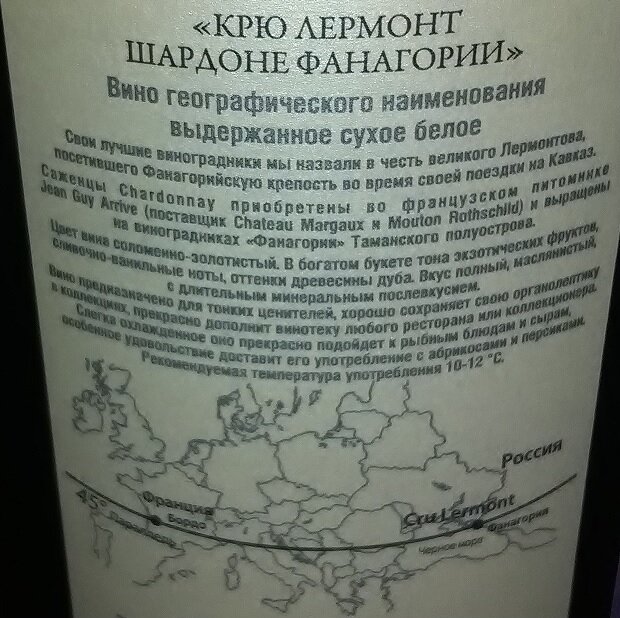 «КРЮ ЛЕРМОНТ
ШАРДОНЕ ФАНАГОРИИ»
Вино географического наименования
выдержанное сухое белое
Свои лучшие виноградники мы назвали в честь великого Лермонтова,
посетившего Фанагорийскую крепость во время своей поездки на Кавказ.
Саженцы Chardonnay приобретены во французском питомнике
Jean Guy Arrive (поставщик Chateau Margaux и Mouton Rothschild) и выращены
на виноградниках «Фанагории» Таманского полуострова.
Цвет вина соломенно-золотистый. В богатом букете тона экзотических фруктов,
сливочно-ванильные ноты, оттенки древесины дуба. Вкус полный, маслянистый,
с длительным минеральным послевкусием.
Вино предназначено для тонких ценителей, хорошо сохраняет свою органолептику
в коллекциях, прекрасно дополнит винотеку любого ресторана или коллекционера.
Слегка охлажденное оно прекрасно подойдет к рыбным блюдам и сырам,
особенное удовольствие доставит его употребление с абрикосами и персиками.
Рекомендуемая температура употребления 10-12 °С.
Россия
Франция
Cru Lermont
45° параллель
Бордо
Фанагория
Черное море